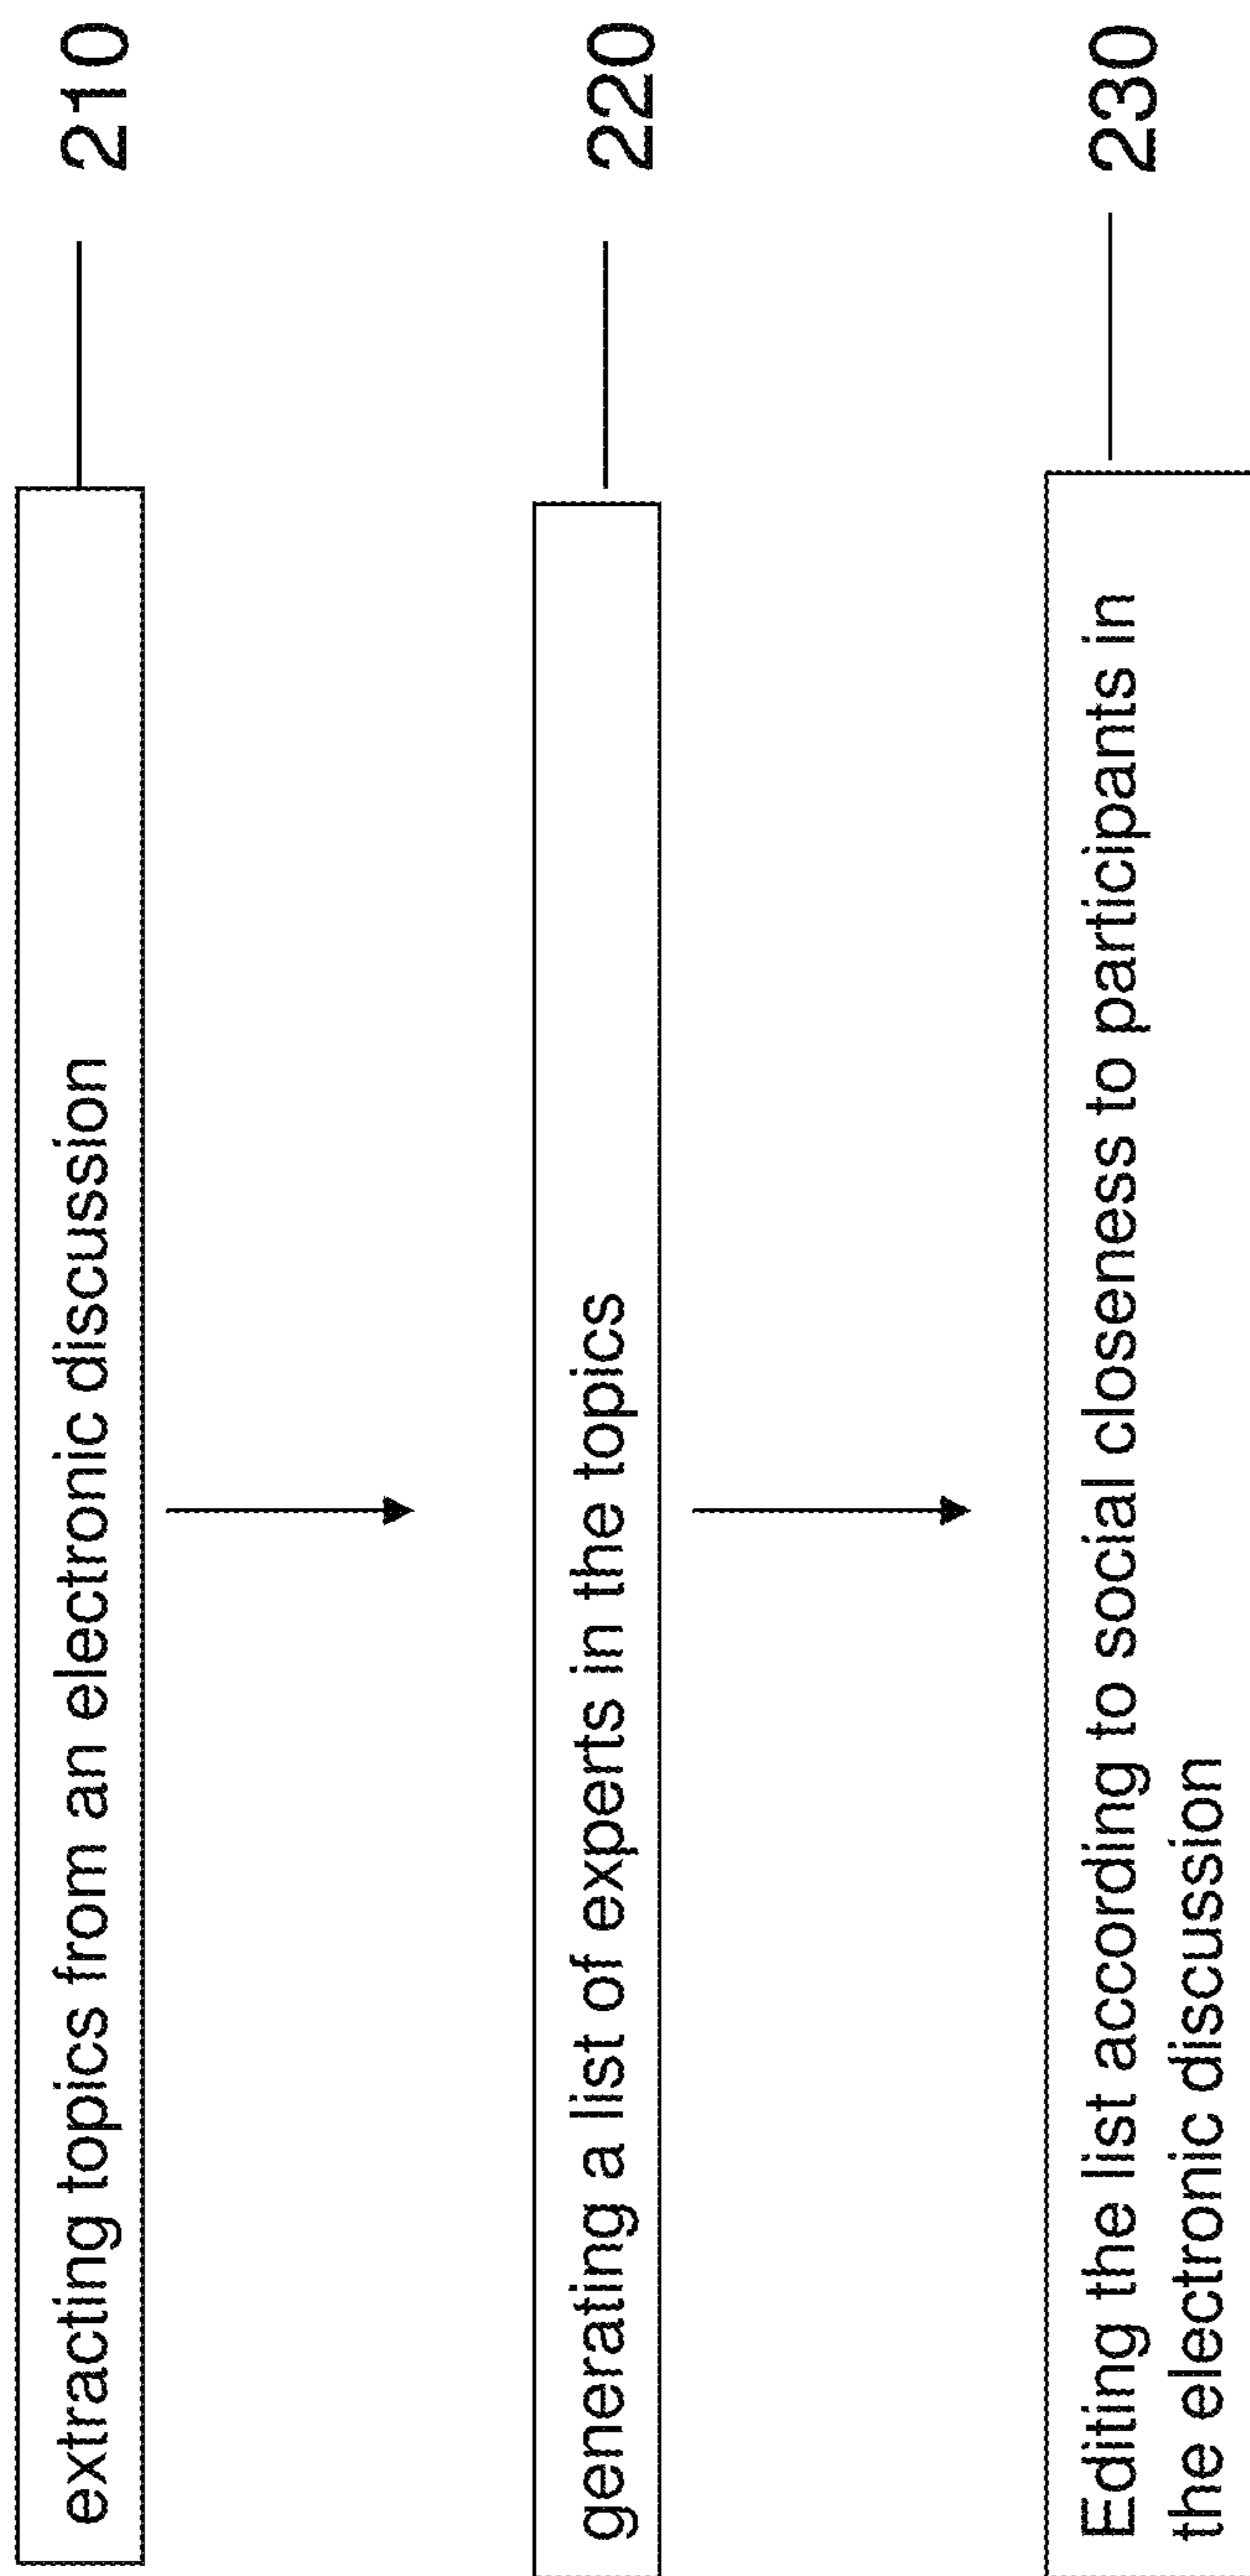 extracting topics from an electronic discussion
210
generating a list of experts in the topics
220
Editing the list according to social closeness to participants in
the electronic discussion
230